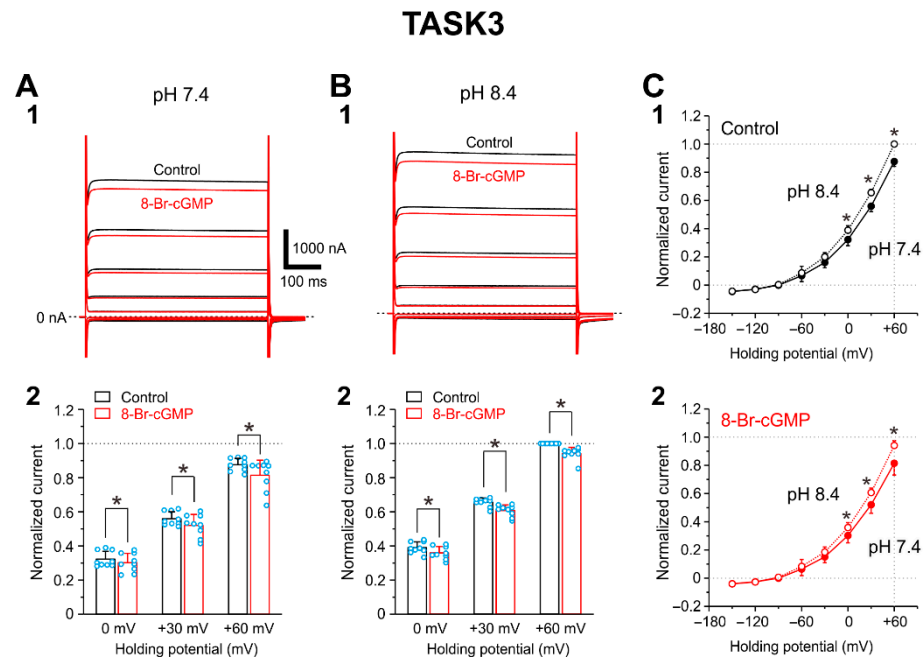 TASK3
A
1
pH 7.4
Control
8-Br-cGMP
1000 nA
100 ms
0 nA
B
1
pH 8.4
Control
8-Br-cGMP
C
1
Control
1.2
1.0
0.8
0.6
0.4
0.2
0
−0.2
Normalized current
pH 8.4
pH 7.4
* * *
−180 −120 −60 0 +60
Holding potential (mV)
2
Control
8-Br-cGMP
1.2
1.0
0.8
0.6
0.4
0.2
0
Normalized current
* * *
0 mV +30 mV +60 mV
Holding potential (mV)
2
Control
8-Br-cGMP
1.2
1.0
0.8
0.6
0.4
0.2
0
Normalized current
* * *
0 mV +30 mV +60 mV
Holding potential (mV)
2
8-Br-cGMP
1.2
1.0
0.8
0.6
0.4
0.2
0
−0.2
Normalized current
pH 8.4
pH 7.4
* * *
−180 −120 −60 0 +60
Holding potential (mV)